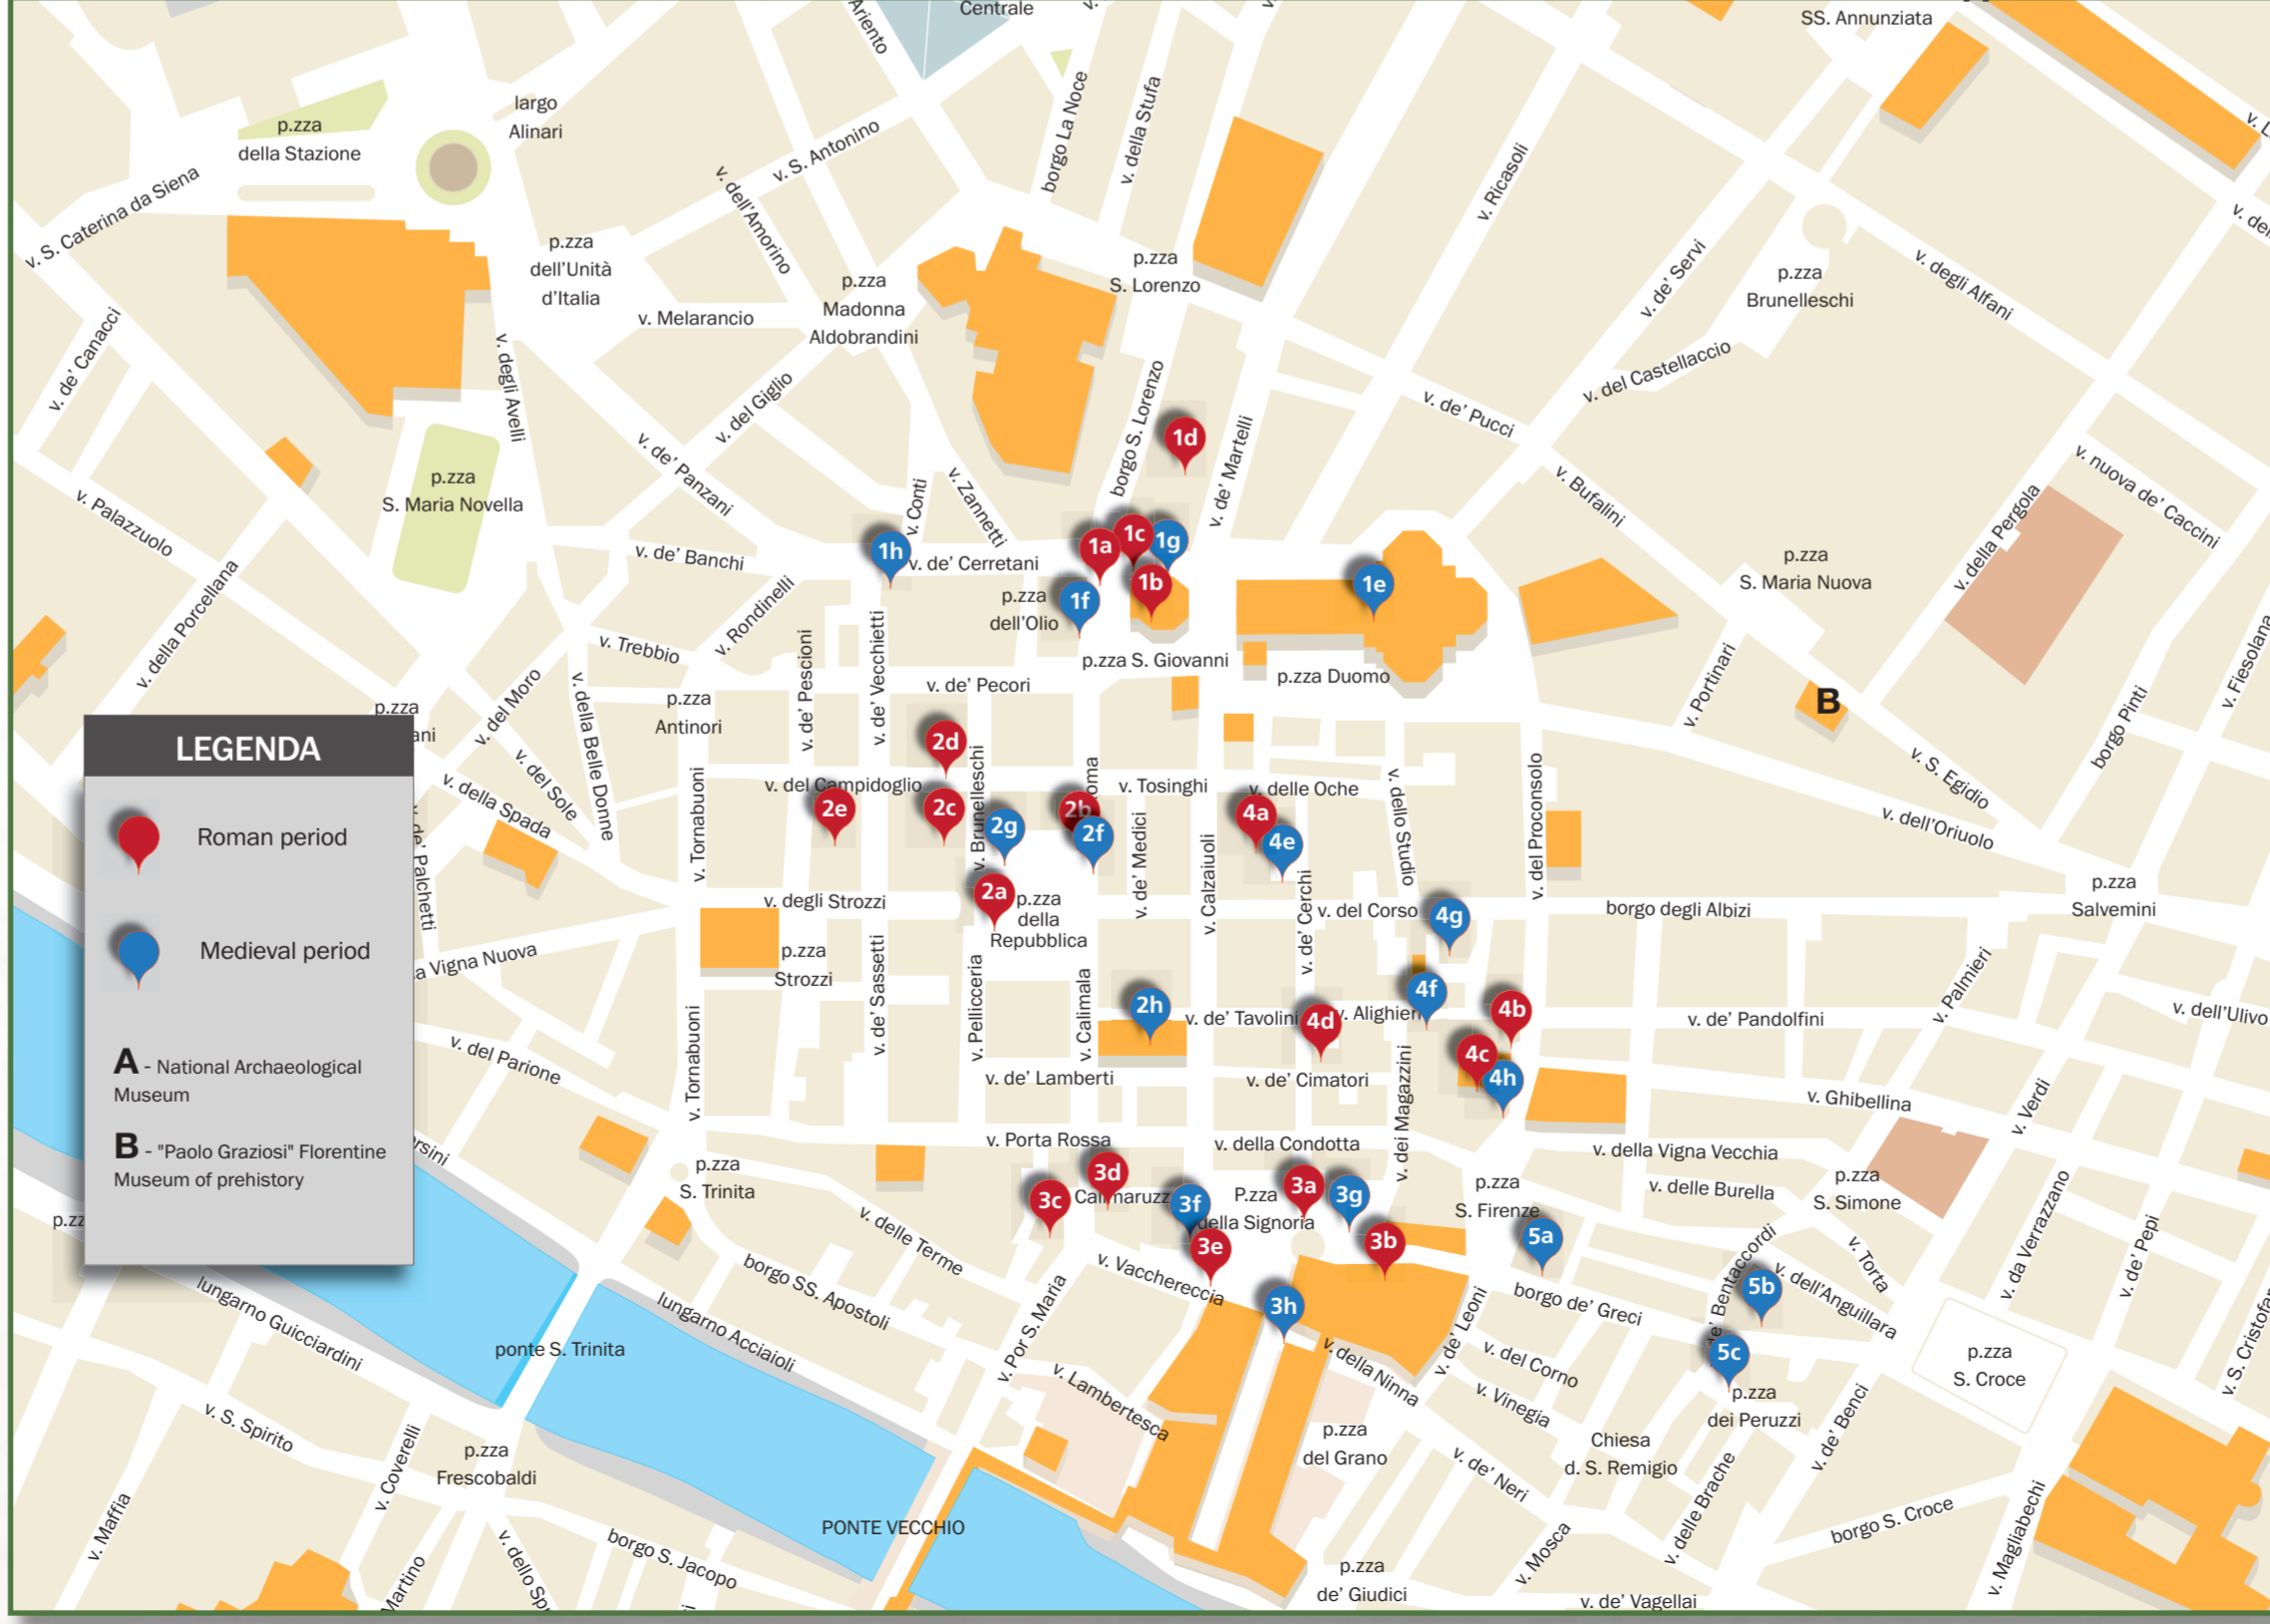 Centrale
SS. Annunziata
largo
Alinari
p.zza
della Stazione
v. S. Antonino
borgo La Noce
v. della Stufa
v. Ricasoli
v. S. Caterina da Siena
v. dell'Amorino
p.zza
dell'Unità
d'Italia
p.zza
S. Lorenzo
v. de' Servi
p.zza
Brunelleschi
v. degli Alfani
p.zza
Madonna
Aldobrandini
v. Melarancio
v. de' Canacci
v. degli Avelli
v. del Giglio
v. de' Panzani
borgo S. Lorenzo
v. de' Martelli
v. del Castellaccio
v. de' Pucci
1d
p.zza
S. Maria Novella
v. Palazzuolo
v. Conti
v. Zannetti
v. Bufalini
v. nuova de' Caccini
v. della Pergola
v. de' Banchi
1h
v. de' Cerretani
1a
1c
1g
1b
1e
1f
p.zza
dell'Olio
p.zza
S. Maria Nuova
v. della Porcellana
v. Trebbio
v. Rondinelli
v. de' Pescioni
v. de' Vecchietti
p.zza S. Giovanni
p.zza Duomo
v. Portinari
B
borgo Pinti
v. Fiesolana
v. de' Pecori
p.zza
Antinori
v. del Moro
v. della Belle Donne
v. del Sole
v. della Spada
p.zza
LEGENDA
Roman period
Medieval period
A - National Archaeological
Museum
B - "Paolo Graziosi" Florentine
Museum of prehistory
2d
v. del Campidoglio
2e
2c
v. Brunelleschi
2g
2b
2f
v. Tosinghi
v. delle Oche
4a
4e
v. dello Studio
v. del Proconsolo
v. S. Egidio
v. dell'Oriuolo
v. Tornabuoni
v. de' Medici
v. Calzaiuoli
v. de' Cerchi
v. degli Strozzi
2a
p.zza
della
Repubblica
v. del Corso
4g
borgo degli Albizi
p.zza
Salvemini
p.zza
Strozzi
v. de' Sassetti
v. Pellicceria
v. Calimala
2h
v. de' Tavolini
4d
v. Alighieri
4f
4b
4c
4h
v. de' Pandolfini
v. Palmieri
v. dell'Ulivo
v. del Parione
v. Tornabuoni
v. de' Lamberti
v. de' Cimatori
v. dei Magazzini
v. Ghibellina
v. Verdi
v. Porta Rossa
v. della Condotta
v. della Vigna Vecchia
p.zza
S. Trinita
3c
3d
3f
3e
P.zza
della Signoria
3a
3g
3b
p.zza
S. Firenze
5a
v. delle Burella
p.zza
S. Simone
v. da Verrazzano
v. de' Pepi
v. delle Terme
borgo SS. Apostoli
v. Vacchereccia
3h
v. Por S. Maria
v. de' Leoni
borgo de' Greci
5b
5c
v. dell'Anguillara
v. Torta
lungarno Guicciardini
ponte S. Trinita
lungarno Acciaioli
v. Lambertesca
v. della Ninna
v. del Corno
v. Vinegia
p.zza
dei Peruzzi
v. de' Benci
p.zza
S. Croce
v. S. Spirito
v. Coverelli
p.zza
Frescobaldi
p.zza
del Grano
Chiesa
d. S. Remigio
v. de' Neri
v. delle Brache
borgo S. Croce
v. Magliabechi
v. Maffia
borgo S. Jacopo
PONTE VECCHIO
v. Mosca
p.zza
de' Giudici
v. de' Vagellai